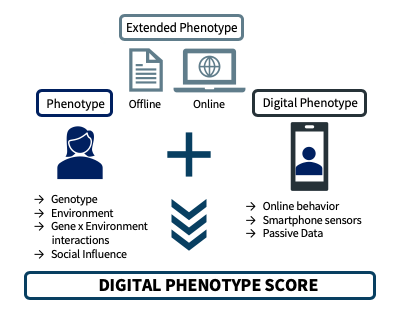 Extended Phenotype
Offline
Online
Phenotype
Digital Phenotype
→ Genotype
→ Environment
→ Gene x Environment
interactions
→ Social Influence
→ Online behavior
→ Smartphone sensors
→ Passive Data
DIGITAL PHENOTYPE SCORE